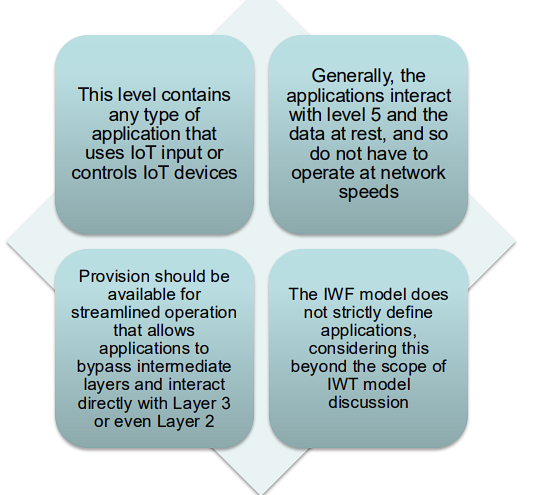 This level contains
any type of
application that
uses IoT input or
controls IoT devices
Generally, the
applications interact
with level 5 and the
data at rest, and so
do not have to
operate at network
speeds
Provision should be
available for
streamlined operation
that allows
applications to
bypass intermediate
layers and interact
directly with Layer 3
or even Layer 2
The IWF model does
not strictly define
applications,
considering this
beyond the scope of
IWT model
discussion